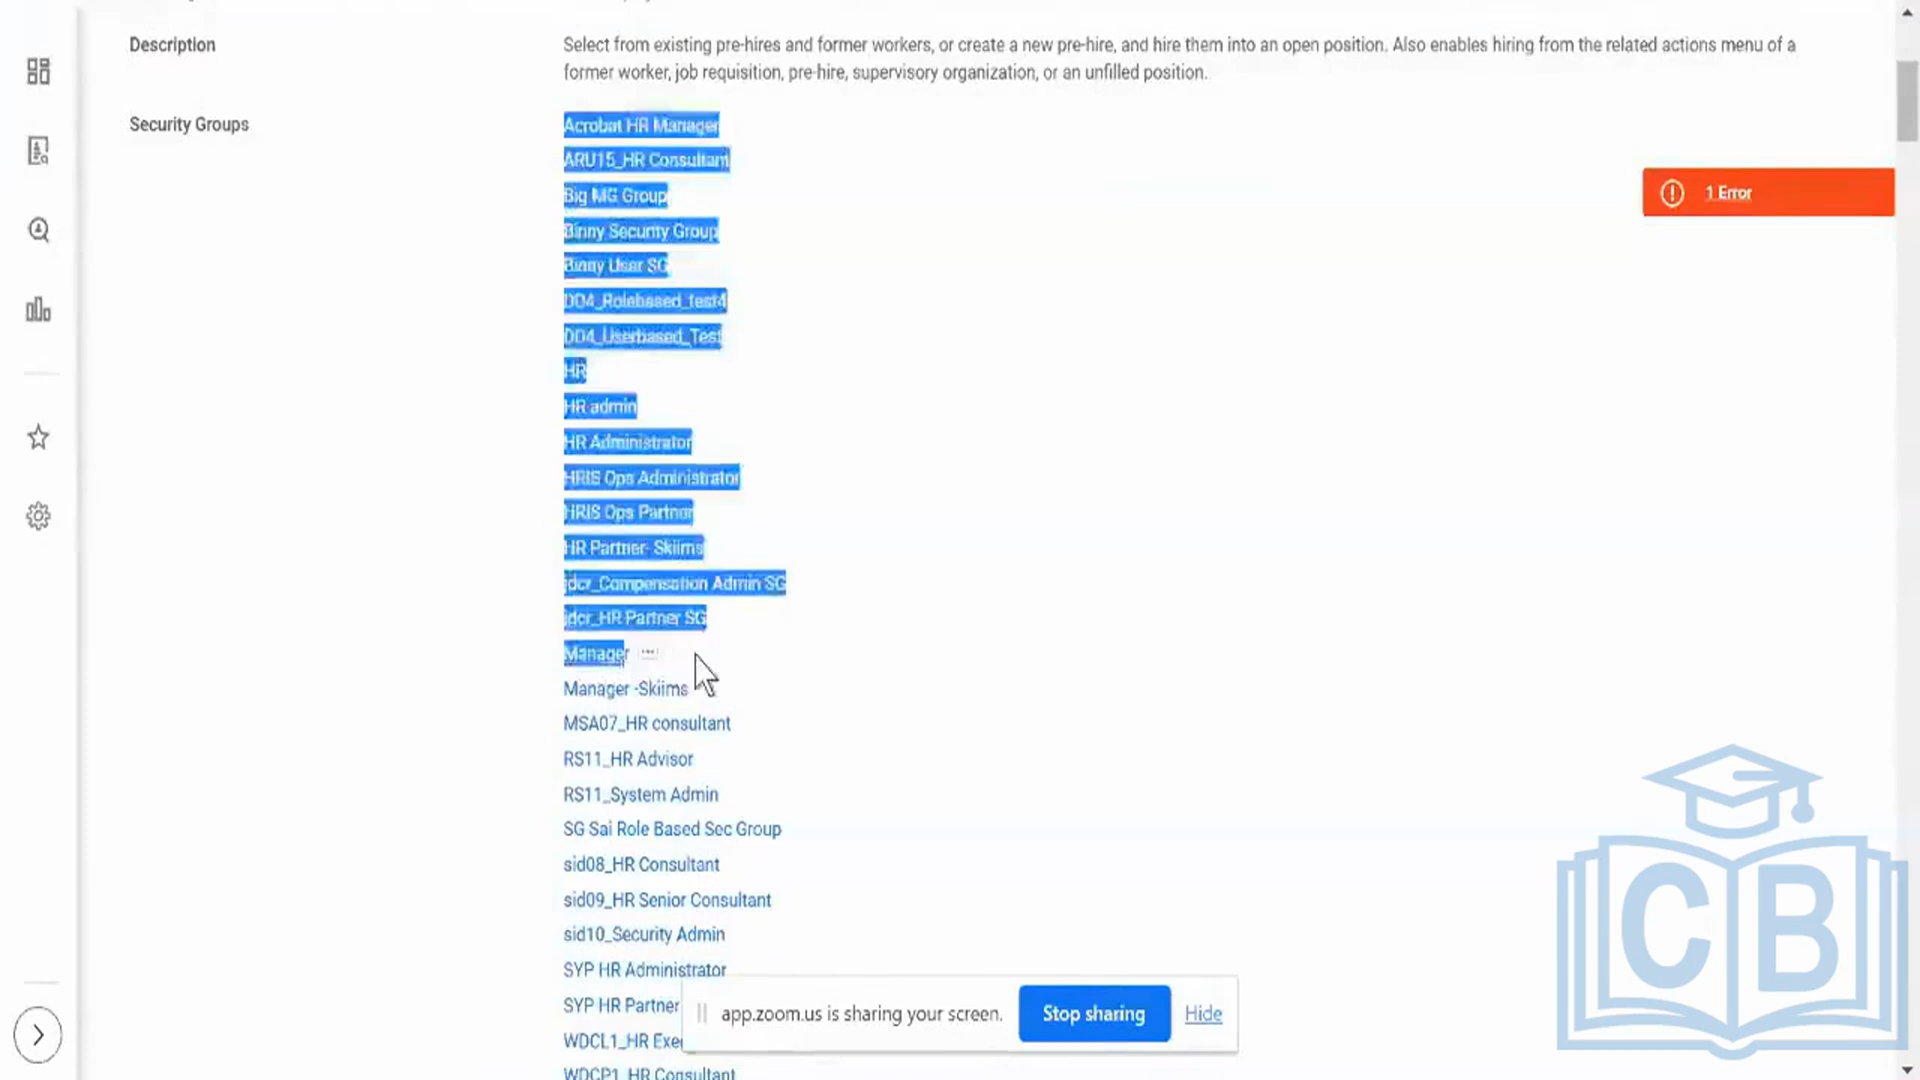 Description
Select from existing pre-hires and former workers, or create a new pre-hire, and hire them into an open position. Also enables hiring from the related actions menu of a
former worker, job requisition, pre-hire, supervisory organization, or an unfilled position.
Security Groups
Acrobat HR Manager
ARU15_HR Consultant
1 Error
Big MG Group
Binny Security Group
Binny User SG
DD4_Rolebased_test4
DD4_Userbased_Test
HR
HR admin
HR Administrator
HRIS Ops Administrator
HRIS Ops Partner
HR Partner- Skiims
jdcr_Compensation Admin SG
jdcr_HR Partner SG
Manager
Manager -Skiims
MSA07_HR consultant
RS11_HR Advisor
RS11_System Admin
SG Sai Role Based Sec Group
sid08_HR Consultant
sid09_HR Senior Consultant
sid10_Security Admin
SYP HR Administrator
SYP HR Partner
app.zoom.us is sharing your screen.
Stop sharing
Hide
WDCL1_HR Exe
WDCP1_HR Consultant
CB